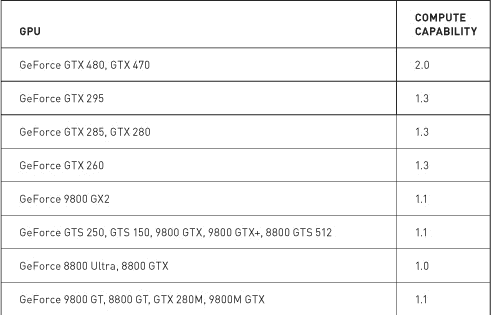 GPU COMPUTE CAPABILITY
GeForce GTX 480, GTX 470 2.0
GeForce GTX 295 1.3
GeForce GTX 285, GTX 280 1.3
GeForce GTX 260 1.3
GeForce 9800 GX2 1.1
GeForce GTS 250, GTS 150, 9800 GTX, 9800 GTX+, 8800 GTS 512 1.1
GeForce 8800 Ultra, 8800 GTX 1.0
GeForce 9800 GT, 8800 GT, GTX 280M, 9800M GTX 1.1